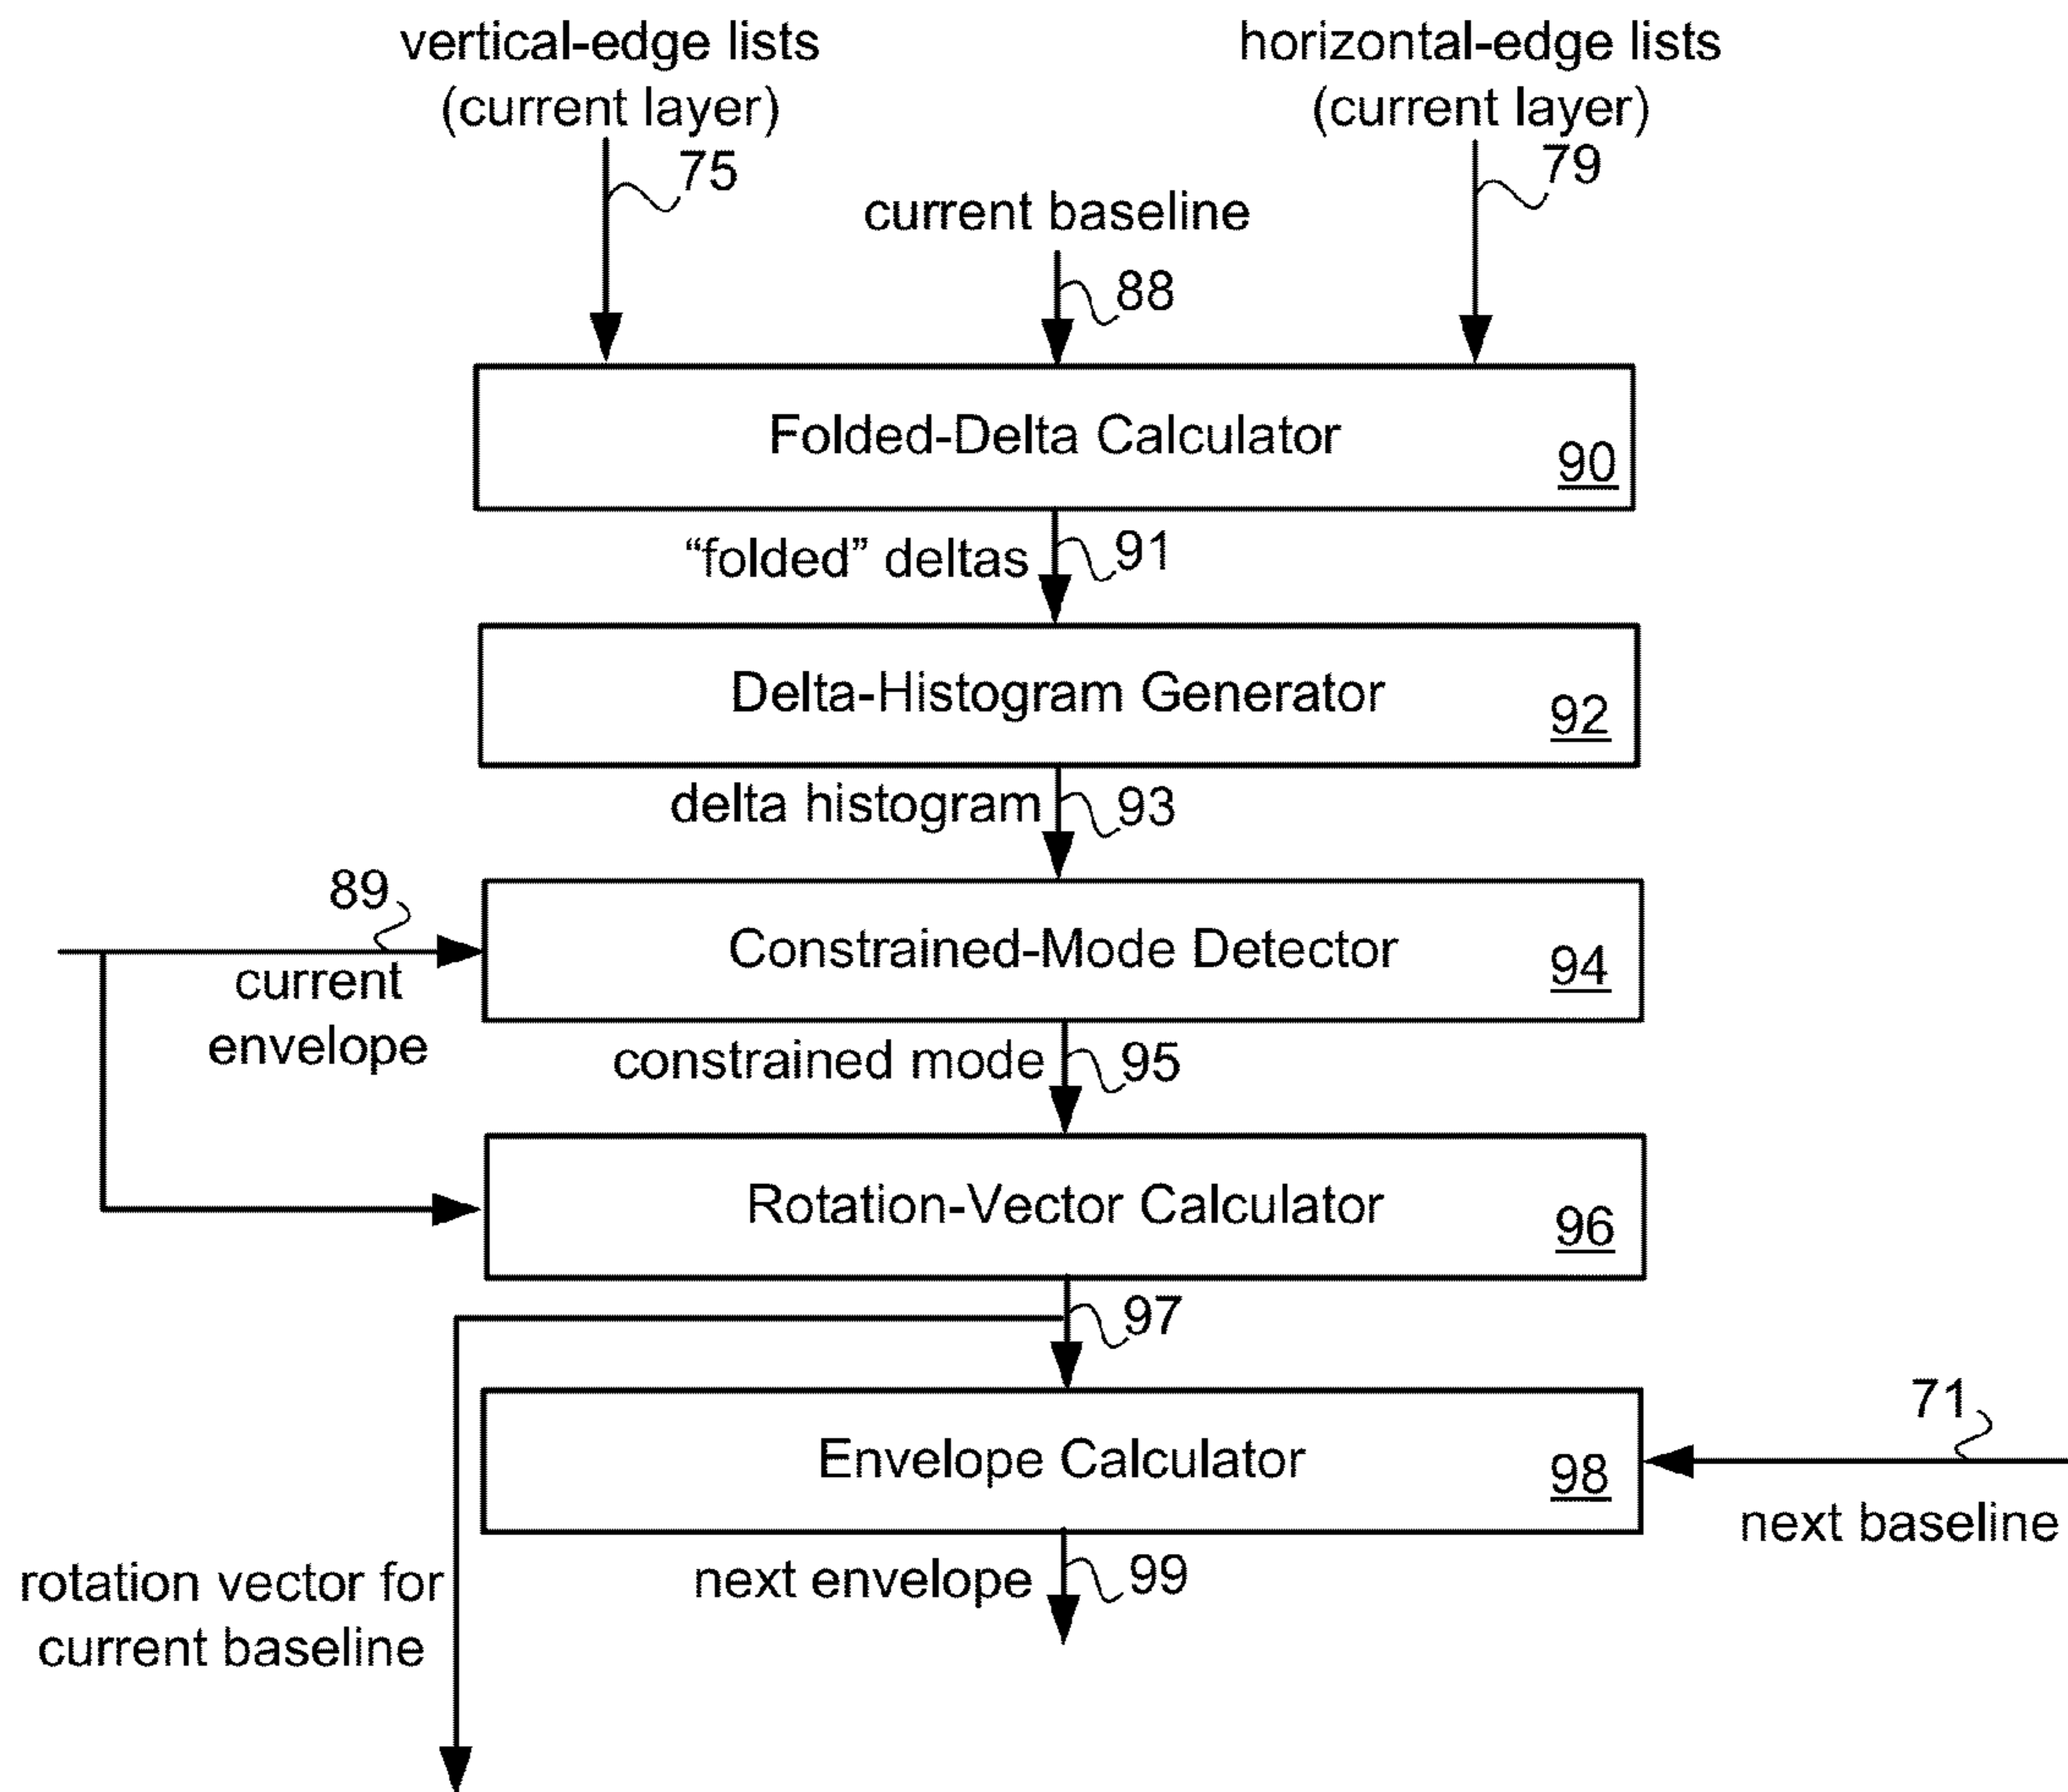 vertical-edge lists
(current layer)
75
horizontal-edge lists
(current layer)
79
current baseline
88
Folded-Delta Calculator
90
“folded” deltas
91
Delta-Histogram Generator
92
delta histogram
93
89
current
envelope
Constrained-Mode Detector
94
constrained mode
95
Rotation-Vector Calculator
96
97
Envelope Calculator
98
71
next baseline
next envelope
99
rotation vector for
current baseline